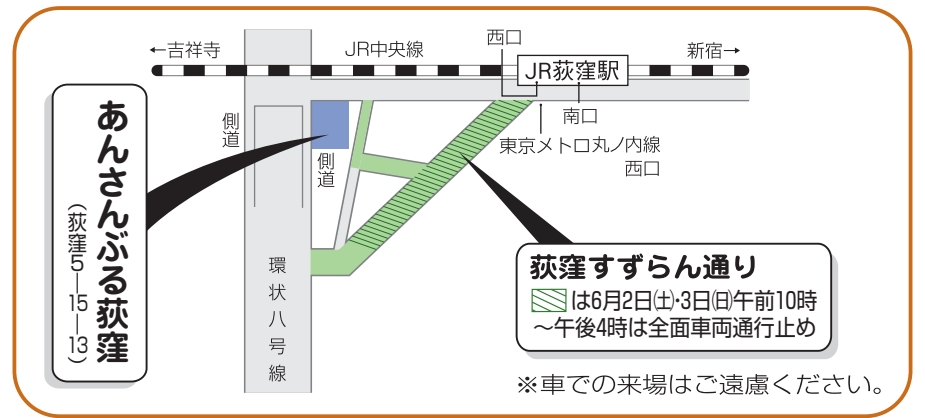 ←吉祥寺
JR中央線
西口
新宿→
JR荻窪駅
南口
東京メトロ丸ノ内線
西口
側道
側道
あんさんぶる荻窪
（荻窪5―15―13）
環状八号線
荻窪すずらん通り
は6月2日㈯・3日㈰午前10時
～午後4時は全面車両通行止め
※車での来場はご遠慮ください。